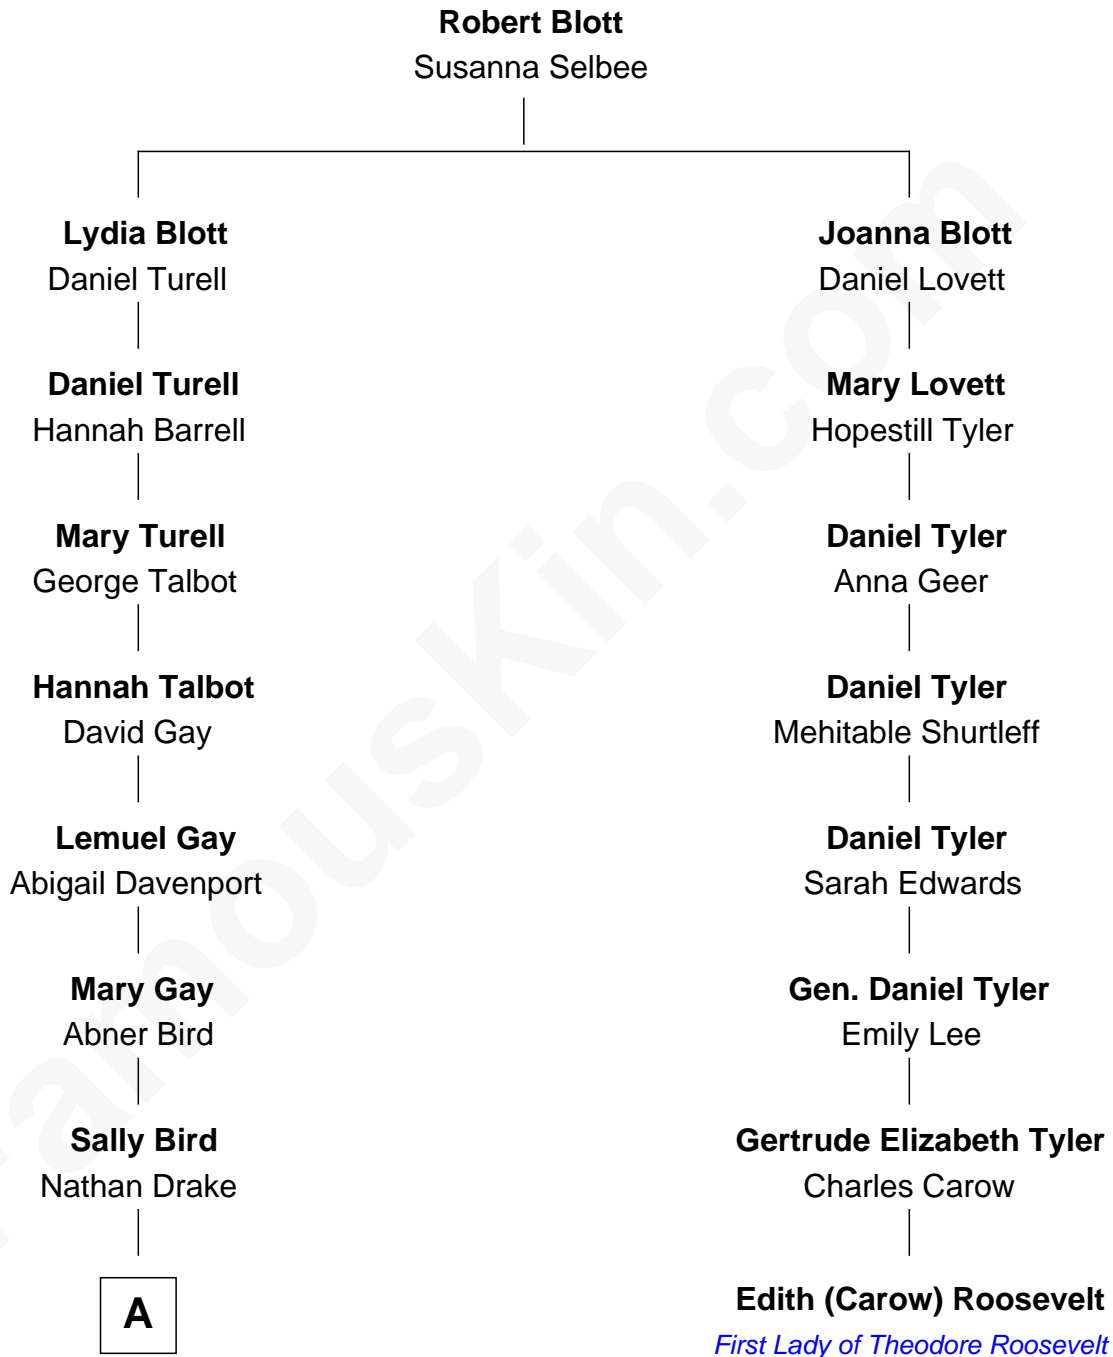 Robert Blott
Susanna Selbee
Lydia Blott
Daniel Turell
Joanna Blott
Daniel Lovett
Daniel Turell
Hannah Barrell
Mary Lovett
Hopestill Tyler
Mary Turell
George Talbot
Daniel Tyler
Anna Geer
Hannah Talbot
David Gay
Daniel Tyler
Mehitable Shurtleff
Lemuel Gay
Abigail Davenport
Daniel Tyler
Sarah Edwards
Mary Gay
Abner Bird
Gen. Daniel Tyler
Emily Lee
Sally Bird
Nathan Drake
Gertrude Elizabeth Tyler
Charles Carow
A
Edith (Carow) Roosevelt
First Lady of Theodore Roosevelt
FamousKin.com